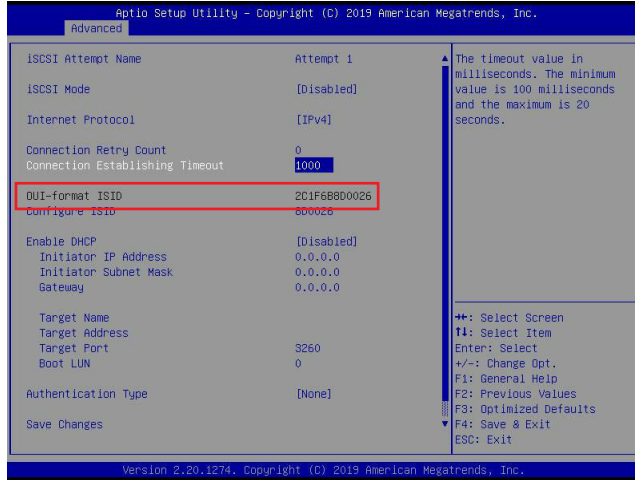 Aptio Setup Utility – Copyright (C) 2019 American Megatrends, Inc.
Advanced
iSCSI Attempt Name Attempt 1
iSCSI Mode [Disabled]
Internet Protocol [IPv4]
Connection Retry Count 0
Connection Establishing Timeout 1000
OUI-format ISID 2C1F6B8D0026
Configure ISID 8D0026
Enable DHCP [Disabled]
Initiator IP Address 0.0.0.0
Initiator Subnet Mask 0.0.0.0
Gateway 0.0.0.0
Target Name
Target Address
Target Port 3260
Boot LUN 0
Authentication Type [None]
Save Changes
The timeout value in
milliseconds. The minimum
value is 100 milliseconds
and the maximum is 20
seconds.
→←: Select Screen
↑↓: Select Item
Enter: Select
+/-: Change Opt.
F1: General Help
F2: Previous Values
F3: Optimized Defaults
F4: Save & Exit
ESC: Exit
Version 2.20.1274. Copyright (C) 2019 American Megatrends, Inc.